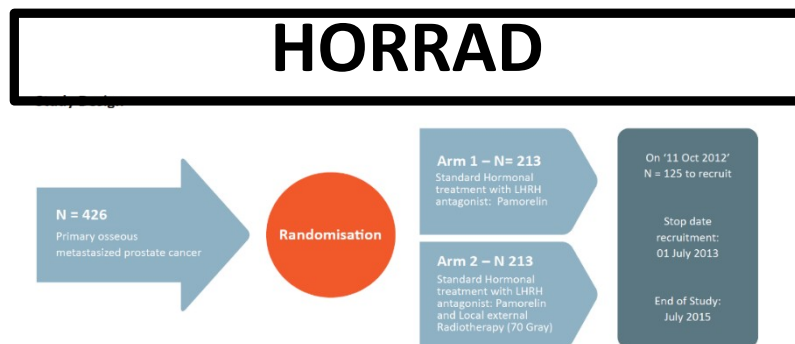 HORRAD
N = 426
Primary osseous
metastasized prostate cancer
Randomisation
Arm 1 – N= 213
Standard Hormonal
treatment with LHRH
antagonist: Pamorelin
Arm 2 – N 213
Standard Hormonal
treatment with LHRH
antagonist: Pamorelin
and Local external
Radiotherapy (70 Gray)
On '11 Oct 2012'
N = 125 to recruit
Stop date
recruitment:
01 July 2013
End of Study:
July 2015